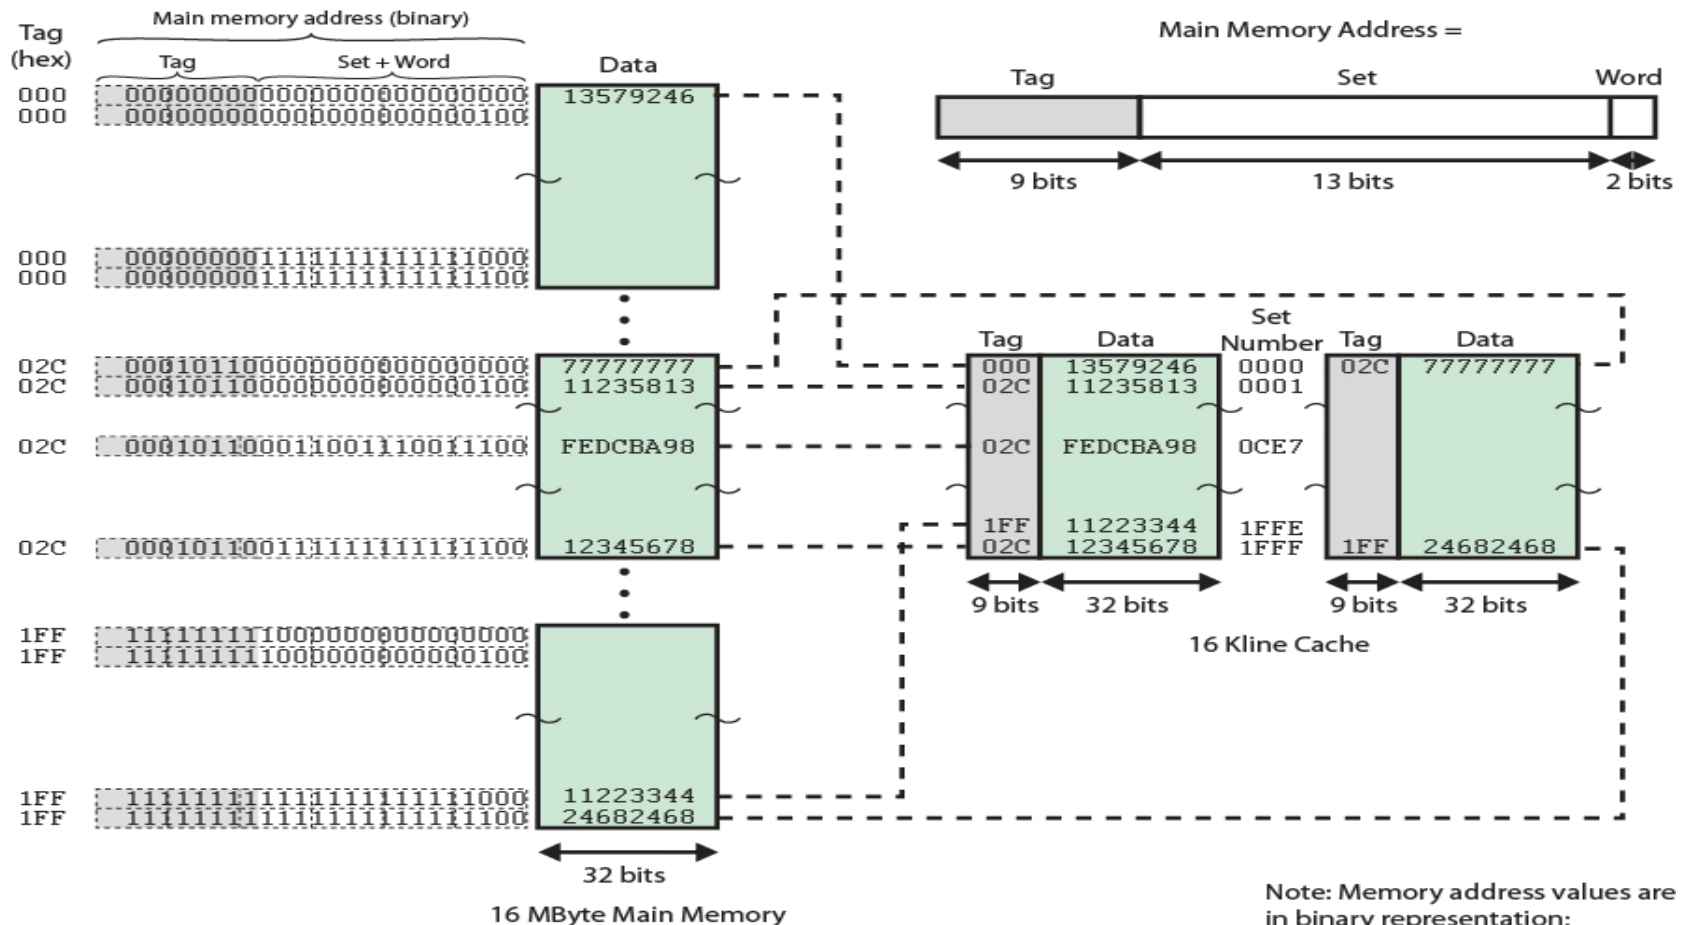 Main memory address (binary)
Tag
(hex)
Tag
Set + Word
Data
000 000000000000000000000000 13579246
000 000000000000000000000100
000 000000001111111111111000
000 000000001111111111111100
02C 000101100000000000000000 77777777
02C 000101100000000000000100 11235813
02C 000101100011001110011100 FEDCBA98
02C 000101100111111111111100 12345678
1FF 111111111000000000000000
1FF 111111111000000000000100
1FF 111111111111111111111000 11223344
1FF 111111111111111111111100 24682468
32 bits
16 MByte Main Memory
Main Memory Address =
Tag Set Word
9 bits 13 bits 2 bits
Set
Tag Data Number Tag Data
000 13579246 0000 02C 77777777
02C 11235813 0001
02C FEDCBA98 0CE7
1FF 11223344 1FFE
02C 12345678 1FFF 1FF 24682468
9 bits 32 bits 9 bits 32 bits
16 Kline Cache
Note: Memory address values are
in binary representation;